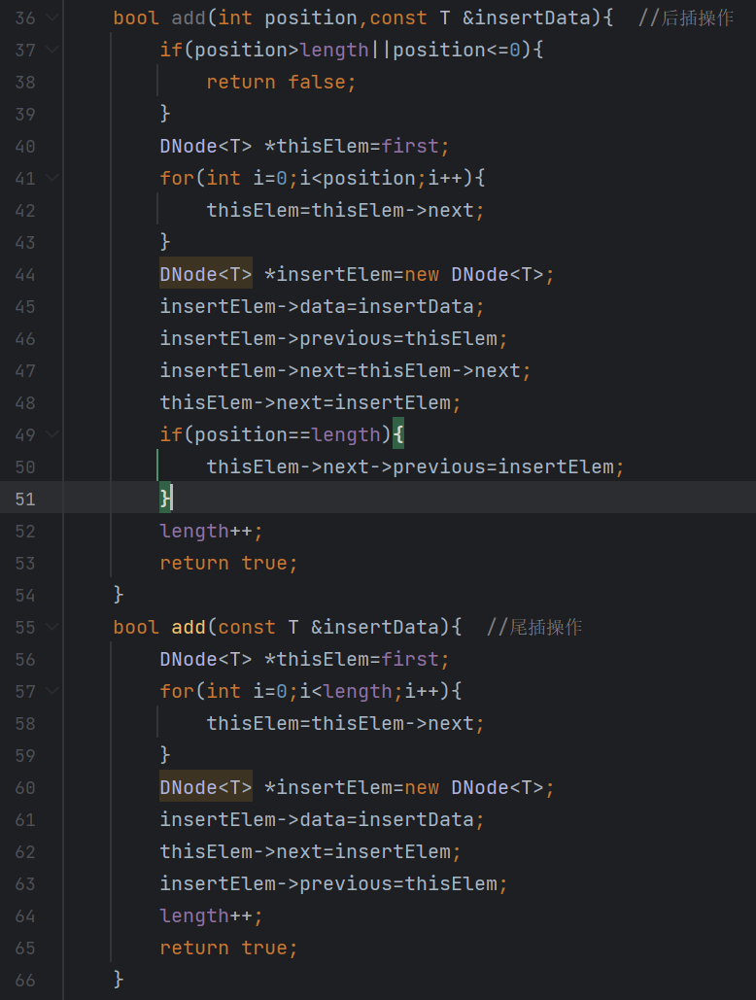 36 bool add(int position,const T &insertData){ //后插操作
37 if(position>length||position<=0){
38 return false;
39 }
40 DNode<T> *thisElem=first;
41 for(int i=0;i<position;i++){
42 thisElem=thisElem->next;
43 }
44 DNode<T> *insertElem=new DNode<T>;
45 insertElem->data=insertData;
46 insertElem->previous=thisElem;
47 insertElem->next=thisElem->next;
48 thisElem->next=insertElem;
49 if(position==length){
50 thisElem->next->previous=insertElem;
51 }
52 length++;
53 return true;
54 }
55 bool add(const T &insertData){ //尾插操作
56 DNode<T> *thisElem=first;
57 for(int i=0;i<length;i++){
58 thisElem=thisElem->next;
59 }
60 DNode<T> *insertElem=new DNode<T>;
61 insertElem->data=insertData;
62 thisElem->next=insertElem;
63 insertElem->previous=thisElem;
64 length++;
65 return true;
66 }